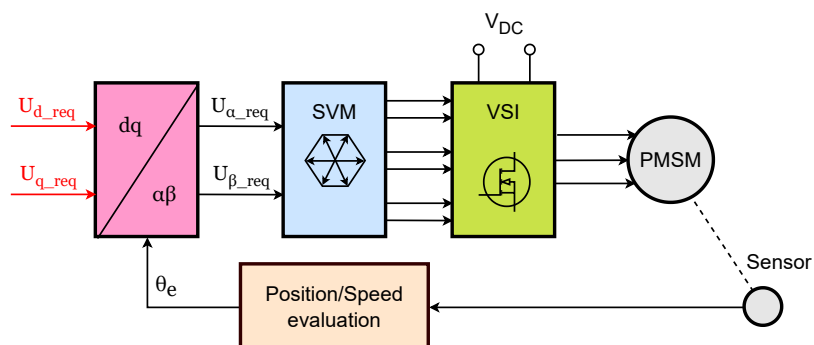 V_DC
U_d_req
dq
U_α_req
SVM
VSI
PMSM
U_q_req
αβ
U_β_req
θ_e
Position/Speed
evaluation
Sensor